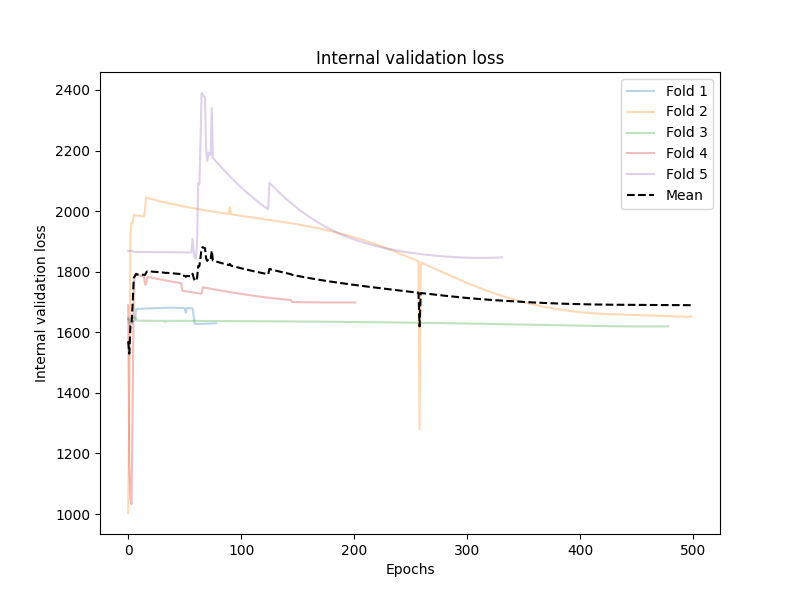 Internal validation loss
2400
2200
2000
1800
1600
1400
1200
1000
Internal validation loss
0
100
200
300
400
500
Epochs
Fold 1
Fold 2
Fold 3
Fold 4
Fold 5
Mean